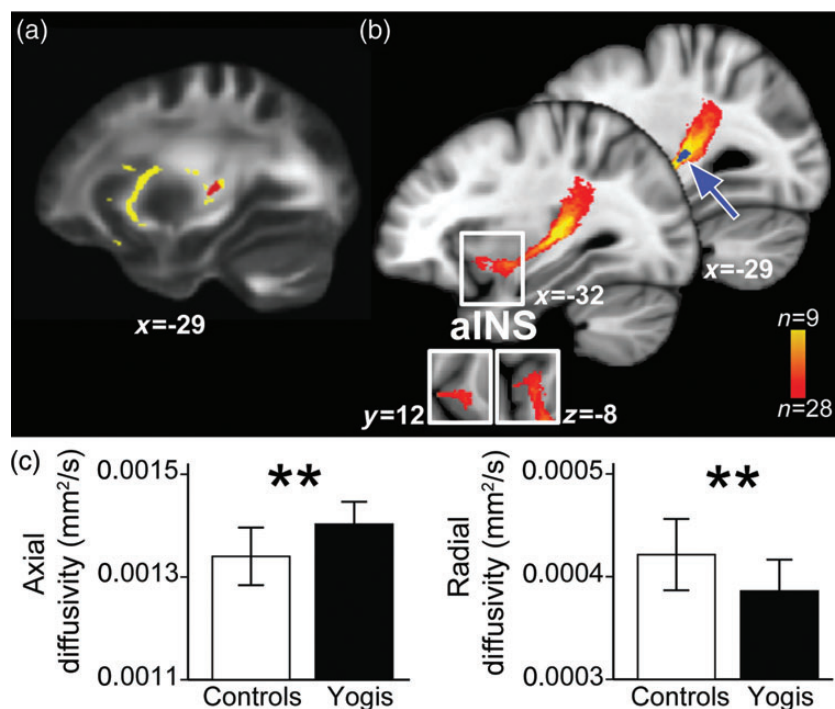 (a)
x=-29
(b)
x=-29
x=-32
aINS
y=12
z=-8
n=9
n=28
(c)
Axial
diffusivity (mm²/s)
0.0015
0.0013
0.0011
**
Controls Yogis
Radial
diffusivity (mm²/s)
0.0005
0.0004
0.0003
**
Controls Yogis